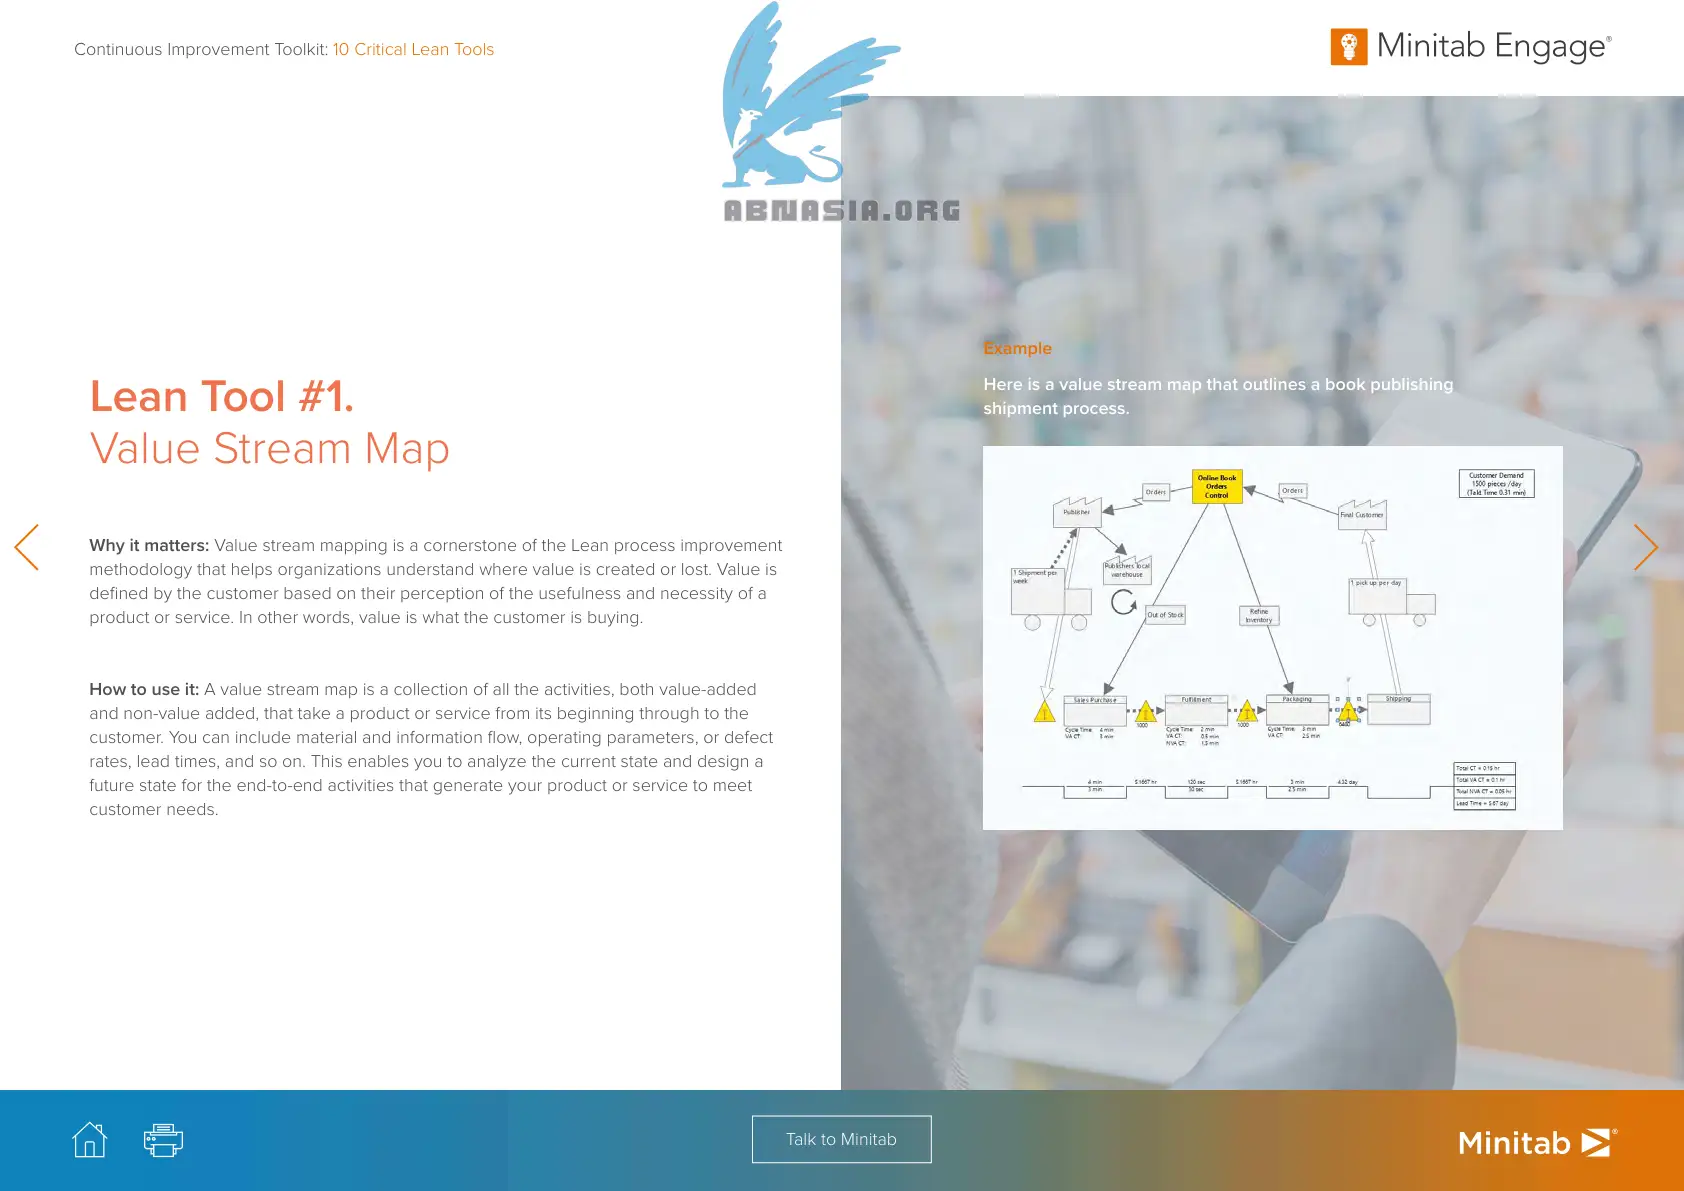 Continuous Improvement Toolkit: 10 Critical Lean Tools
Minitab Engage®
ABNASIA.ORG
Lean Tool #1.
Value Stream Map
Why it matters: Value stream mapping is a cornerstone of the Lean process improvement
methodology that helps organizations understand where value is created or lost. Value is
defined by the customer based on their perception of the usefulness and necessity of a
product or service. In other words, value is what the customer is buying.
How to use it: A value stream map is a collection of all the activities, both value-added
and non-value added, that take a product or service from its beginning through to the
customer. You can include material and information flow, operating parameters, or defect
rates, lead times, and so on. This enables you to analyze the current state and design a
future state for the end-to-end activities that generate your product or service to meet
customer needs.
Example
Here is a value stream map that outlines a book publishing
shipment process.
Online Book
Orders
Control
Orders
Orders
Customer Demand
1500 pieces /day
(Takt Time 0.31 min)
Publisher
Final Customer
Publishers local
warehouse
1 Shipment per
week
1 pick up per day
Out of Stock
Refine
Inventory
Sales Purchase
Fulfillment
Packaging
Shipping
1000
1000
Cycle Time: 4 min
VA CT: 3 min
Cycle Time: 2 min
VA CT: 0.5 min
NVA CT: 1.5 min
Cycle Time: 3 min
VA CT: 2.5 min
4 min
5.1667 hr
120 sec
5.1667 hr
3 min
4.32 day
3 min
30 sec
2.5 min
Total CT = 0.15 hr
Total VA CT = 0.1 hr
Total NVA CT = 0.05 hr
Lead Time = 5.67 day
Talk to Minitab
Minitab®